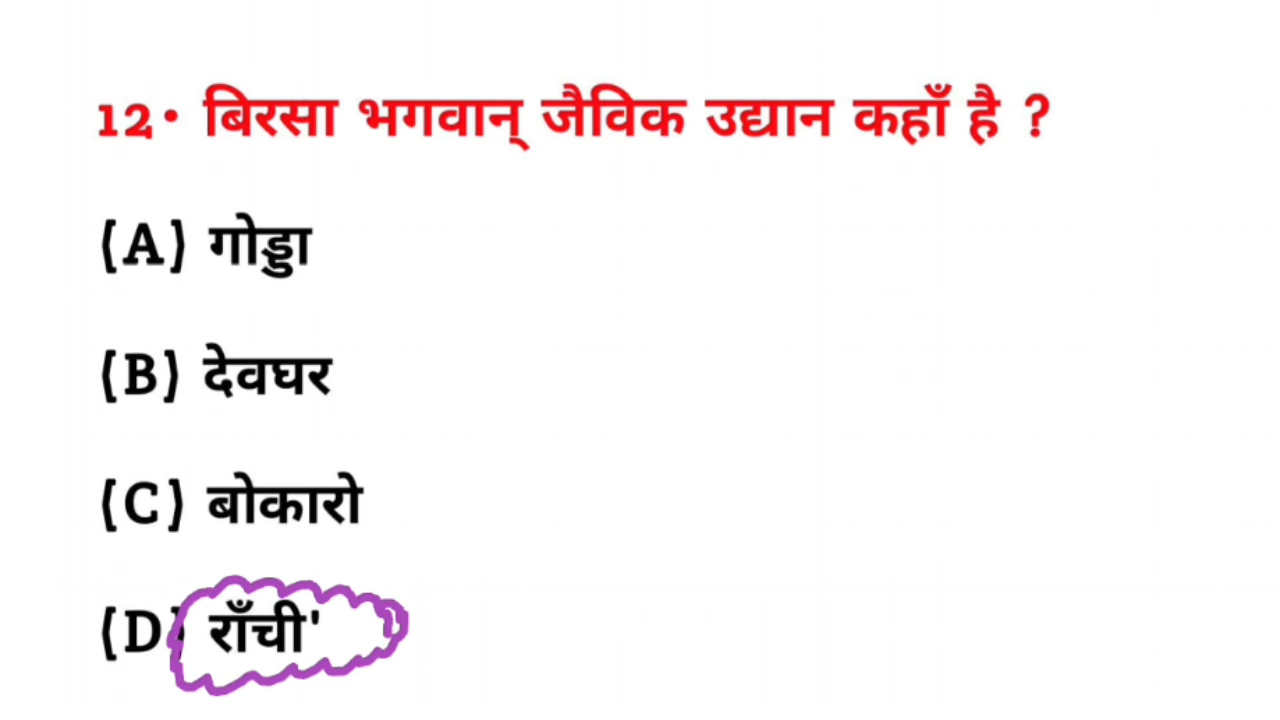 12• बिरसा भगवान् जैविक उद्यान कहाँ है ?
(A) गोड्डा
(B) देवघर
(C) बोकारो
(D) राँची'